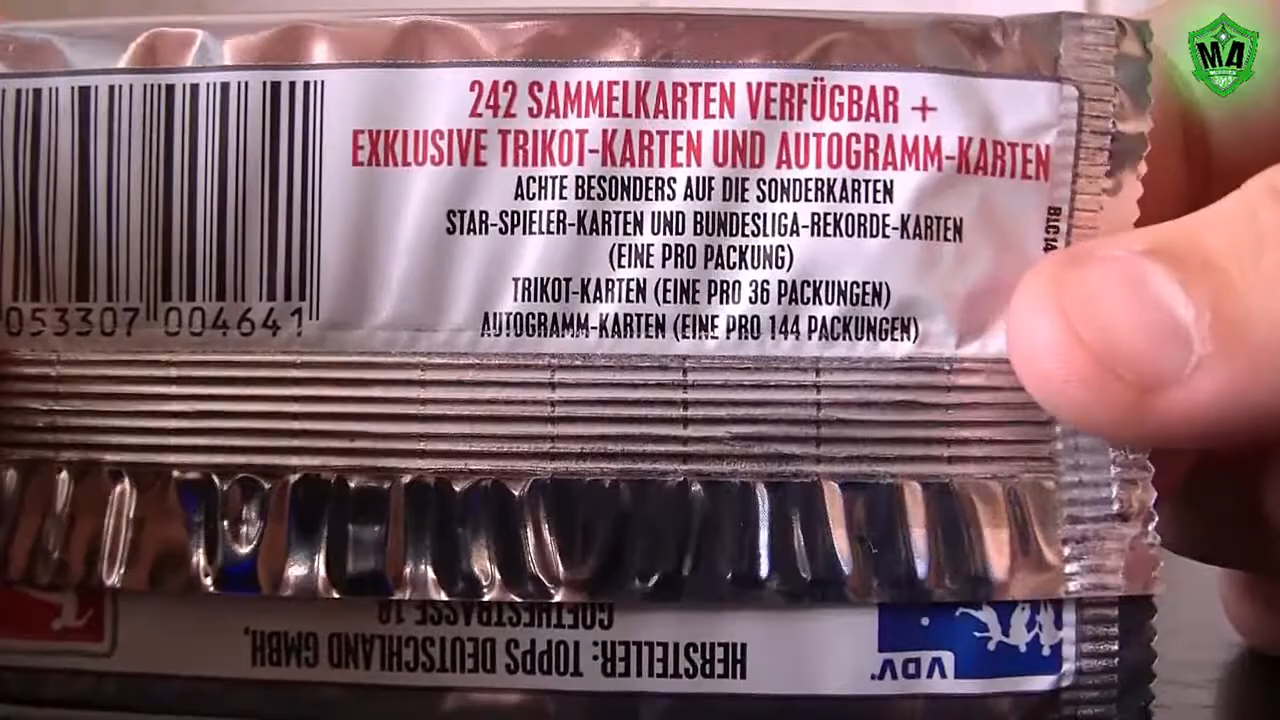 MA
242 SAMMELKARTEN VERFÜGBAR +
EXKLUSIVE TRIKOT-KARTEN UND AUTOGRAMM-KARTEN
ACHTE BESONDERS AUF DIE SONDERKARTEN
STAR-SPIELER-KARTEN UND BUNDESLIGA-REKORDE-KARTEN
(EINE PRO PACKUNG)
TRIKOT-KARTEN (EINE PRO 36 PACKUNGEN)
AUTOGRAMM-KARTEN (EINE PRO 144 PACKUNGEN)
053307 004641
BLC14
HERSTELLER: TOPPS DEUTSCHLAND GMBH,
GOETHESTRASSE
VDV.